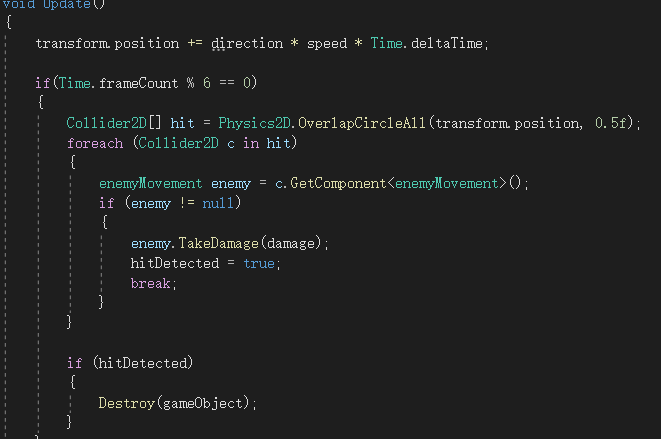 void Update()
{
transform.position += direction * speed * Time.deltaTime;
if(Time.frameCount % 6 == 0)
{
Collider2D[] hit = Physics2D.OverlapCircleAll(transform.position, 0.5f);
foreach (Collider2D c in hit)
{
enemyMovement enemy = c.GetComponent<enemyMovement>();
if (enemy != null)
{
enemy.TakeDamage(damage);
hitDetected = true;
break;
}
}
if (hitDetected)
{
Destroy(gameObject);
}
}